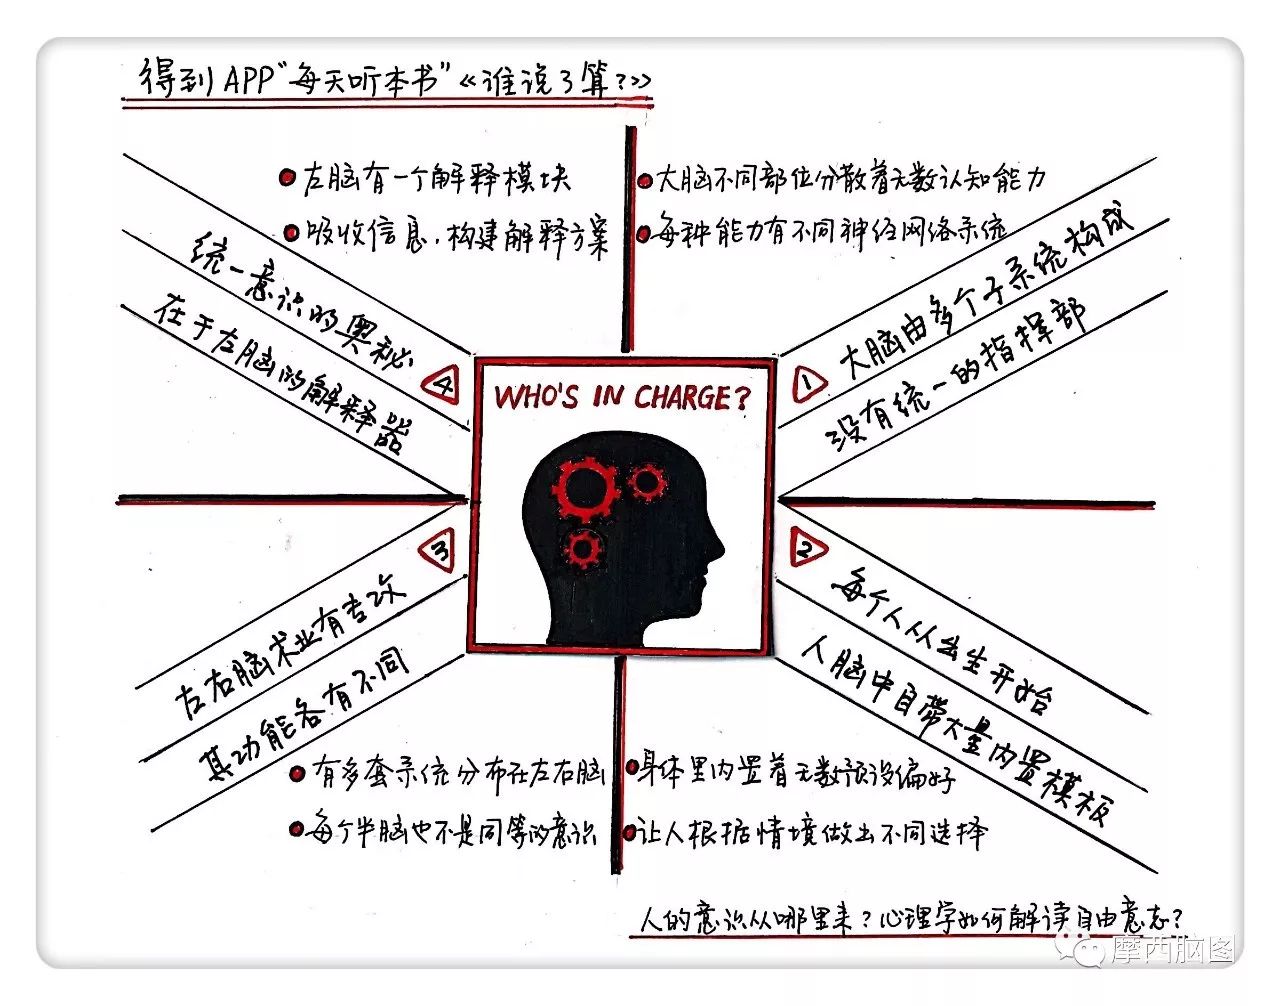 得到APP“每天听本书”《谁说了算？》
WHO'S IN CHARGE?
1
大脑由多个子系统构成
没有统一的指挥部
大脑不同部位分散着无数认知能力
每种能力有不同神经网络系统
2
每个人从出生开始
人脑中自带大量内置模板
身体里内置着无数预设偏好
让人根据情境做出不同选择
3
左右脑术业有专攻
其功能各有不同
有多套系统分布在左右脑
每个半脑也不是同等的意识
4
统一意识的奥秘
在于左脑的解释器
左脑有一个解释模块
吸收信息，构建解释方案
人的意识从哪里来？心理学如何解读自由意志？
摩西脑图